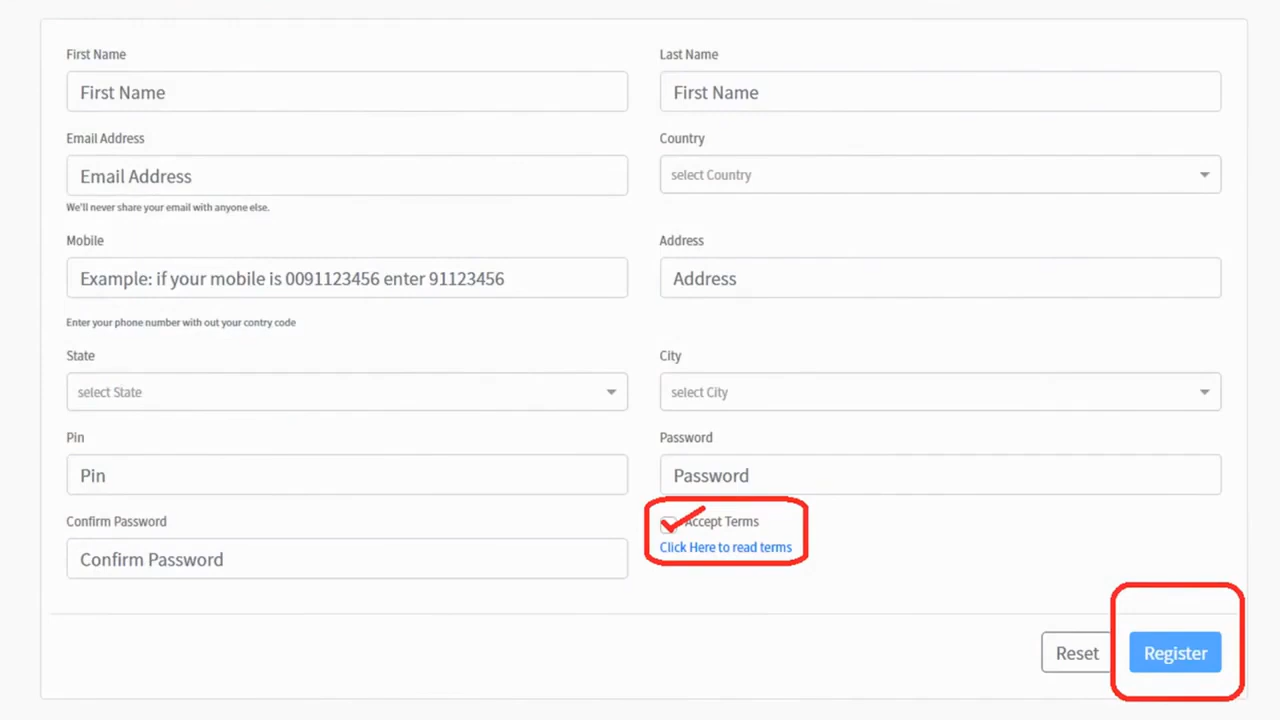 First Name
Last Name
First Name
First Name
Email Address
Country
Email Address
select Country
We'll never share your email with anyone else.
Mobile
Address
Example: if your mobile is 0091123456 enter 91123456
Address
Enter your phone number with out your contry code
State
City
select State
select City
Pin
Password
Pin
Password
Confirm Password
Accept Terms
Click Here to read terms
Confirm Password
Reset
Register